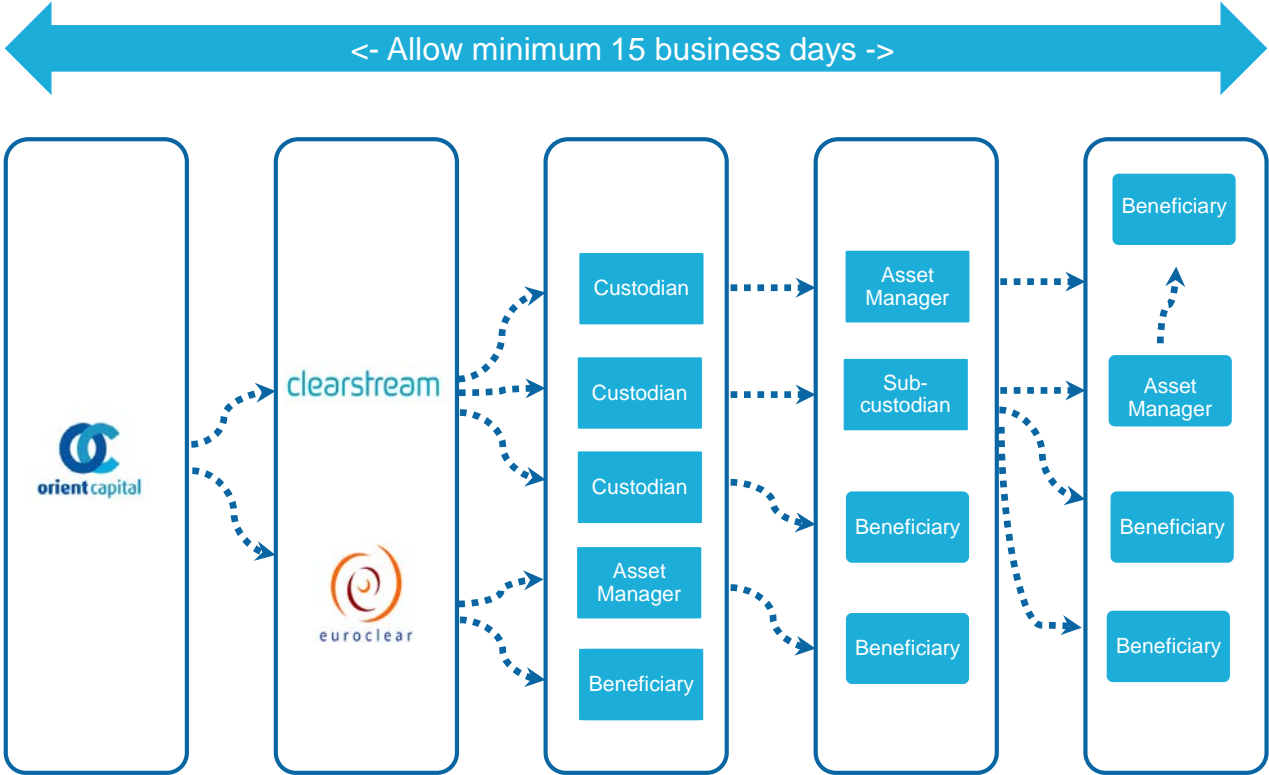 <- Allow minimum 15 business days ->
orient capital
clearstream
euroclear
Custodian
Custodian
Custodian
Asset
Manager
Beneficiary
Asset
Manager
Sub-
custodian
Beneficiary
Beneficiary
Beneficiary
Asset
Manager
Beneficiary
Beneficiary